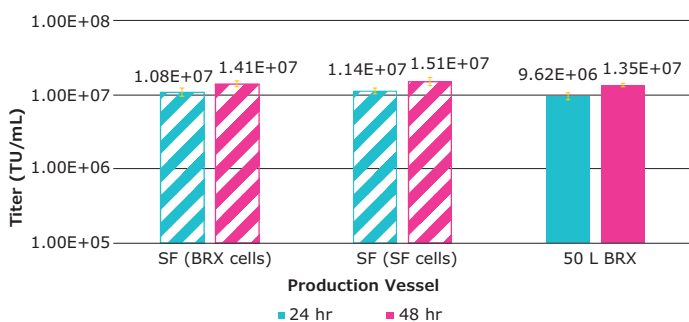 1.00E+08
1.08E+07 1.41E+07 1.14E+07 1.51E+07 9.62E+06 1.35E+07
1.00E+07
1.00E+06
1.00E+05
Titer (TU/mL)
SF (BRX cells) SF (SF cells) 50 L BRX
Production Vessel
24 hr 48 hr